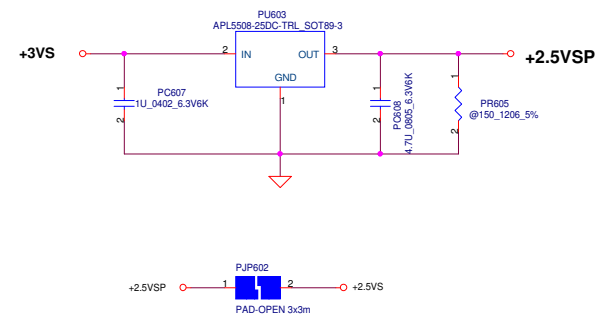 PU603
APL5508-25DC-TRL_SOT89-3
+3VS
2
IN
OUT
3
+2.5VSP
GND
1
1
2
PC607
1U_0402_6.3V6K
1
2
PC608
4.7U_0805_6.3V6K
1
2
PR605
@150_1206_5%
PJP602
+2.5VSP
1
2
+2.5VS
PAD-OPEN 3x3m